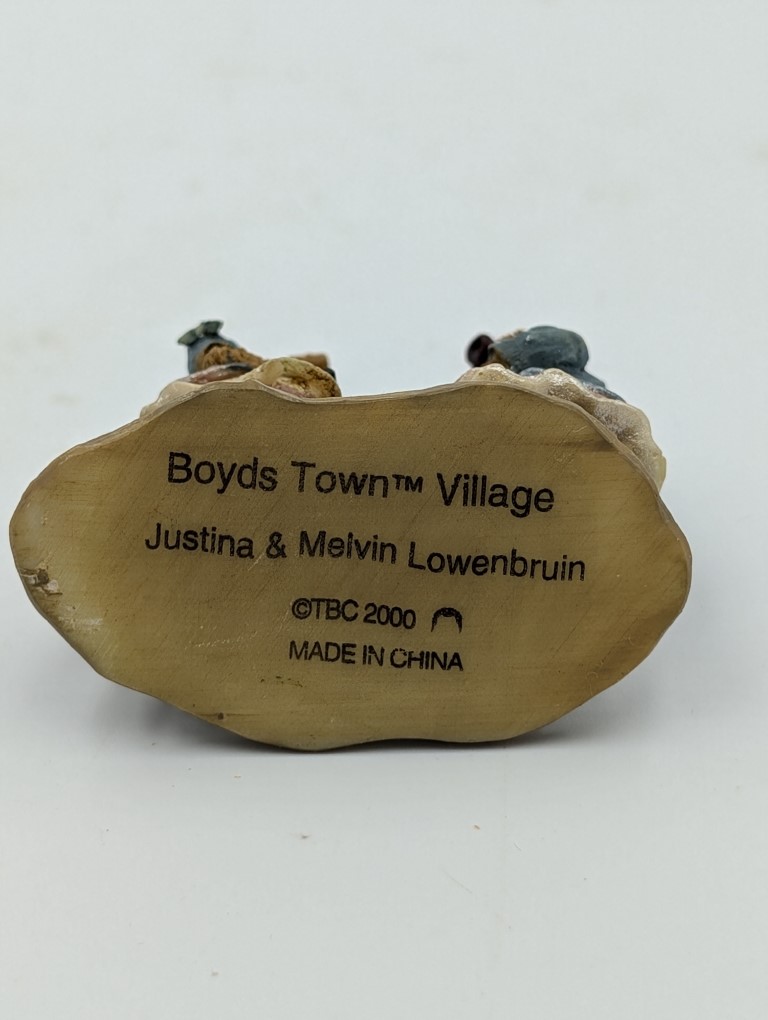 Boyds Town™ Village
Justina & Melvin Lowenbruin
©TBC 2000
MADE IN CHINA